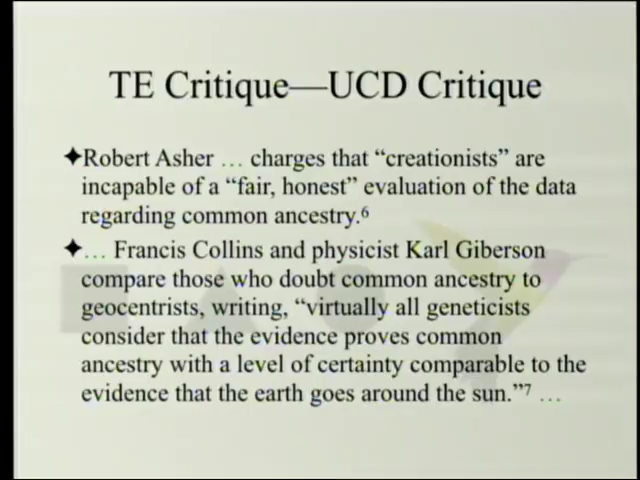 TE Critique—UCD Critique
✦Robert Asher … charges that “creationists” are
incapable of a “fair, honest” evaluation of the data
regarding common ancestry.⁶
✦… Francis Collins and physicist Karl Giberson
compare those who doubt common ancestry to
geocentrists, writing, “virtually all geneticists
consider that the evidence proves common
ancestry with a level of certainty comparable to the
evidence that the earth goes around the sun.”⁷ …